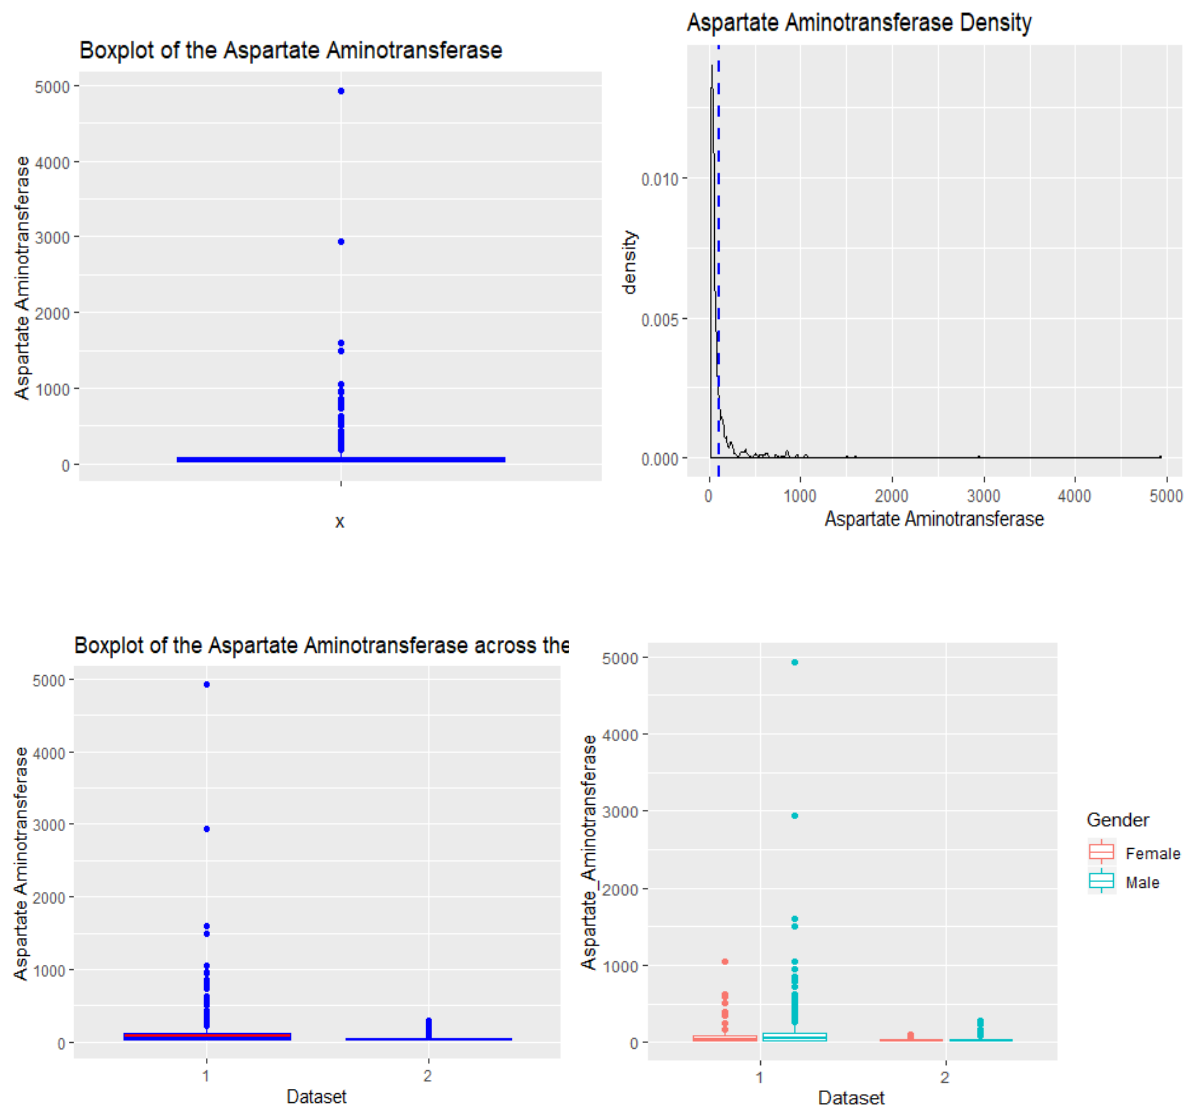 Boxplot of the Aspartate Aminotransferase
Aspartate Aminotransferase
5000
4000
3000
2000
1000
0
x
Aspartate Aminotransferase Density
density
0.010
0.005
0.000
0 1000 2000 3000 4000 5000
Aspartate Aminotransferase
Boxplot of the Aspartate Aminotransferase across the
Aspartate Aminotransferase
5000
4000
3000
2000
1000
0
1 2
Dataset
Aspartate_Aminotransferase
5000
4000
3000
2000
1000
0
1 2
Dataset
Gender
Female
Male